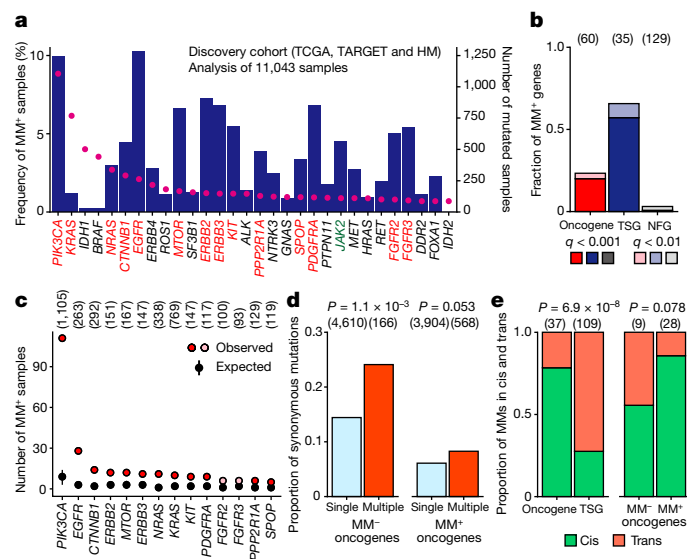 a
Discovery cohort (TCGA, TARGET and HM)
Analysis of 11,043 samples
Frequency of MM⁺ samples (%)
10
5
0
Number of mutated samples
1,250
1,000
750
500
250
0
PIK3CA
KRAS
IDH1
BRAF
NRAS
CTNNB1
EGFR
ERBB4
ROS1
MTOR
SF3B1
ERBB2
ERBB3
KIT
ALK
PPP2R1A
NTRK3
GNAS
SPOP
PDGFRA
PTPN11
JAK2
MET
HRAS
RET
FGFR2
FGFR3
DDR2
FOXA1
IDH2
b
(60) (35) (129)
Fraction of MM⁺ genes
1.0
0.5
0
Oncogene TSG NFG
q < 0.001 q < 0.01
c
(1,105)
(263)
(292)
(151)
(167)
(147)
(338)
(769)
(147)
(117)
(100)
(93)
(129)
(119)
Observed
Expected
Number of MM⁺ samples
90
60
30
0
PIK3CA
EGFR
CTNNB1
ERBB2
MTOR
ERBB3
NRAS
KRAS
KIT
PDGFRA
FGFR2
FGFR3
PPP2R1A
SPOP
d
P = 1.1 × 10⁻³ P = 0.053
(4,610) (166) (3,904) (568)
Proportion of synonymous mutations
0.3
0.2
0.1
0
Single Multiple Single Multiple
MM⁻ oncogenes
MM⁺ oncogenes
e
P = 6.9 × 10⁻⁸ P = 0.078
(37) (109) (9) (28)
Proportion of MMs in cis and trans
1.0
0.5
0
Oncogene TSG MM⁻ MM⁺
oncogenes
Cis Trans